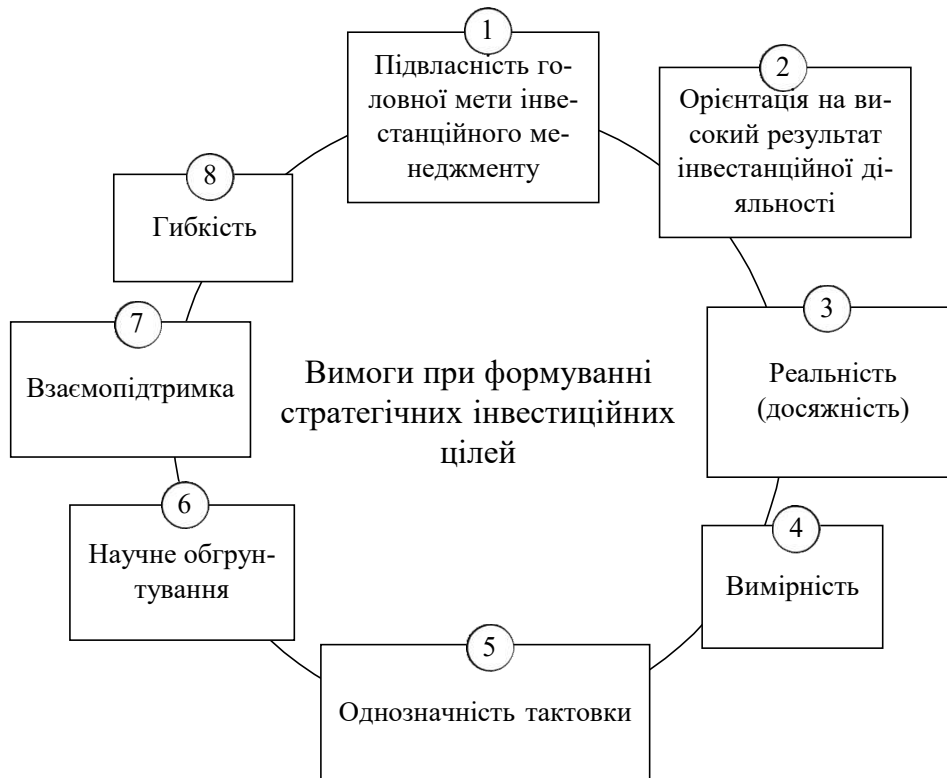 1
Підвласність го-
ловної мети інве-
станційного ме-
неджменту
2
Орієнтація на ви-
сокий результат
інвестанційної ді-
яльності
3
Реальність
(досяжність)
4
Вимірність
5
Однозначність тактовки
6
Научне обгрун-
тування
7
Взаємопідтримка
8
Гибкість
Вимоги при формуванні
стратегічних інвестиційних
цілей